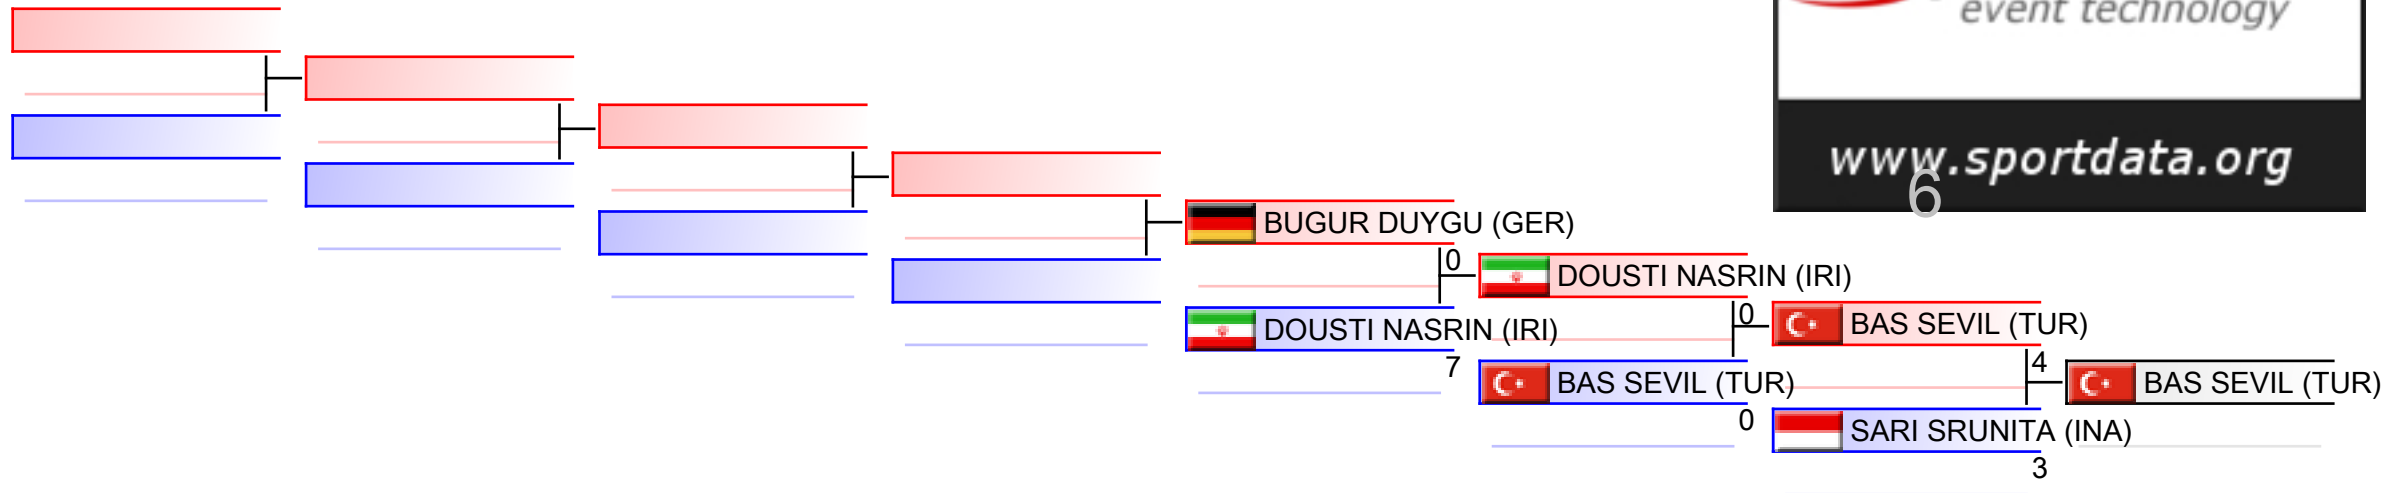 event technology
www.sportdata.org
6
BUGUR DUYGU (GER)
0
DOUSTI NASRIN (IRI)
DOUSTI NASRIN (IRI)
7
0
BAS SEVIL (TUR)
BAS SEVIL (TUR)
0
4
BAS SEVIL (TUR)
SARI SRUNITA (INA)
3